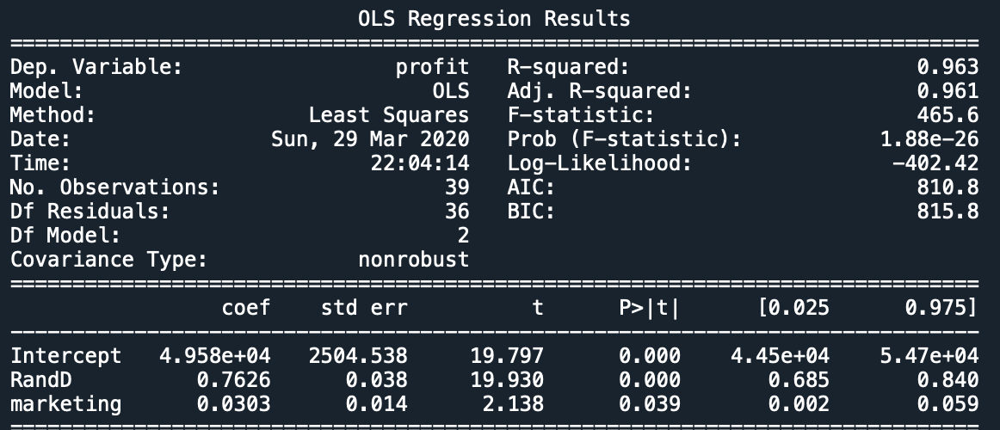 OLS Regression Results
==============================================================================
Dep. Variable: profit R-squared: 0.963
Model: OLS Adj. R-squared: 0.961
Method: Least Squares F-statistic: 465.6
Date: Sun, 29 Mar 2020 Prob (F-statistic): 1.88e-26
Time: 22:04:14 Log-Likelihood: -402.42
No. Observations: 39 AIC: 810.8
Df Residuals: 36 BIC: 815.8
Df Model: 2
Covariance Type: nonrobust
==============================================================================
coef std err t P>|t| [0.025 0.975]
------------------------------------------------------------------------------
Intercept 4.958e+04 2504.538 19.797 0.000 4.45e+04 5.47e+04
RandD 0.7626 0.038 19.930 0.000 0.685 0.840
marketing 0.0303 0.014 2.138 0.039 0.002 0.059
==============================================================================